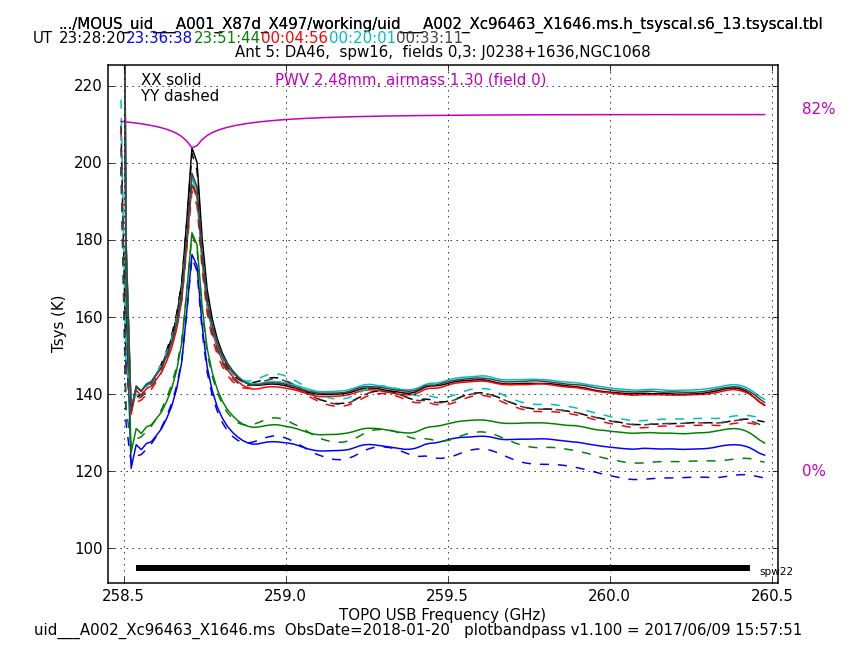 .../MOUS_uid___A001_X87d_X497/working/uid___A002_Xc96463_X1646.ms.h_tsyscal.s6_13.tsyscal.tbl
UT 23:28:20 23:36:38 23:51:44 00:04:56 00:20:01 00:33:11
Ant 5: DA46, spw16, fields 0,3: J0238+1636,NGC1068
XX solid PWV 2.48mm, airmass 1.30 (field 0)
YY dashed
82%
0%
220
200
180
160
140
120
100
Tsys (K)
spw22
258.5 259.0 259.5 260.0 260.5
TOPO USB Frequency (GHz)
uid___A002_Xc96463_X1646.ms ObsDate=2018-01-20 plotbandpass v1.100 = 2017/06/09 15:57:51